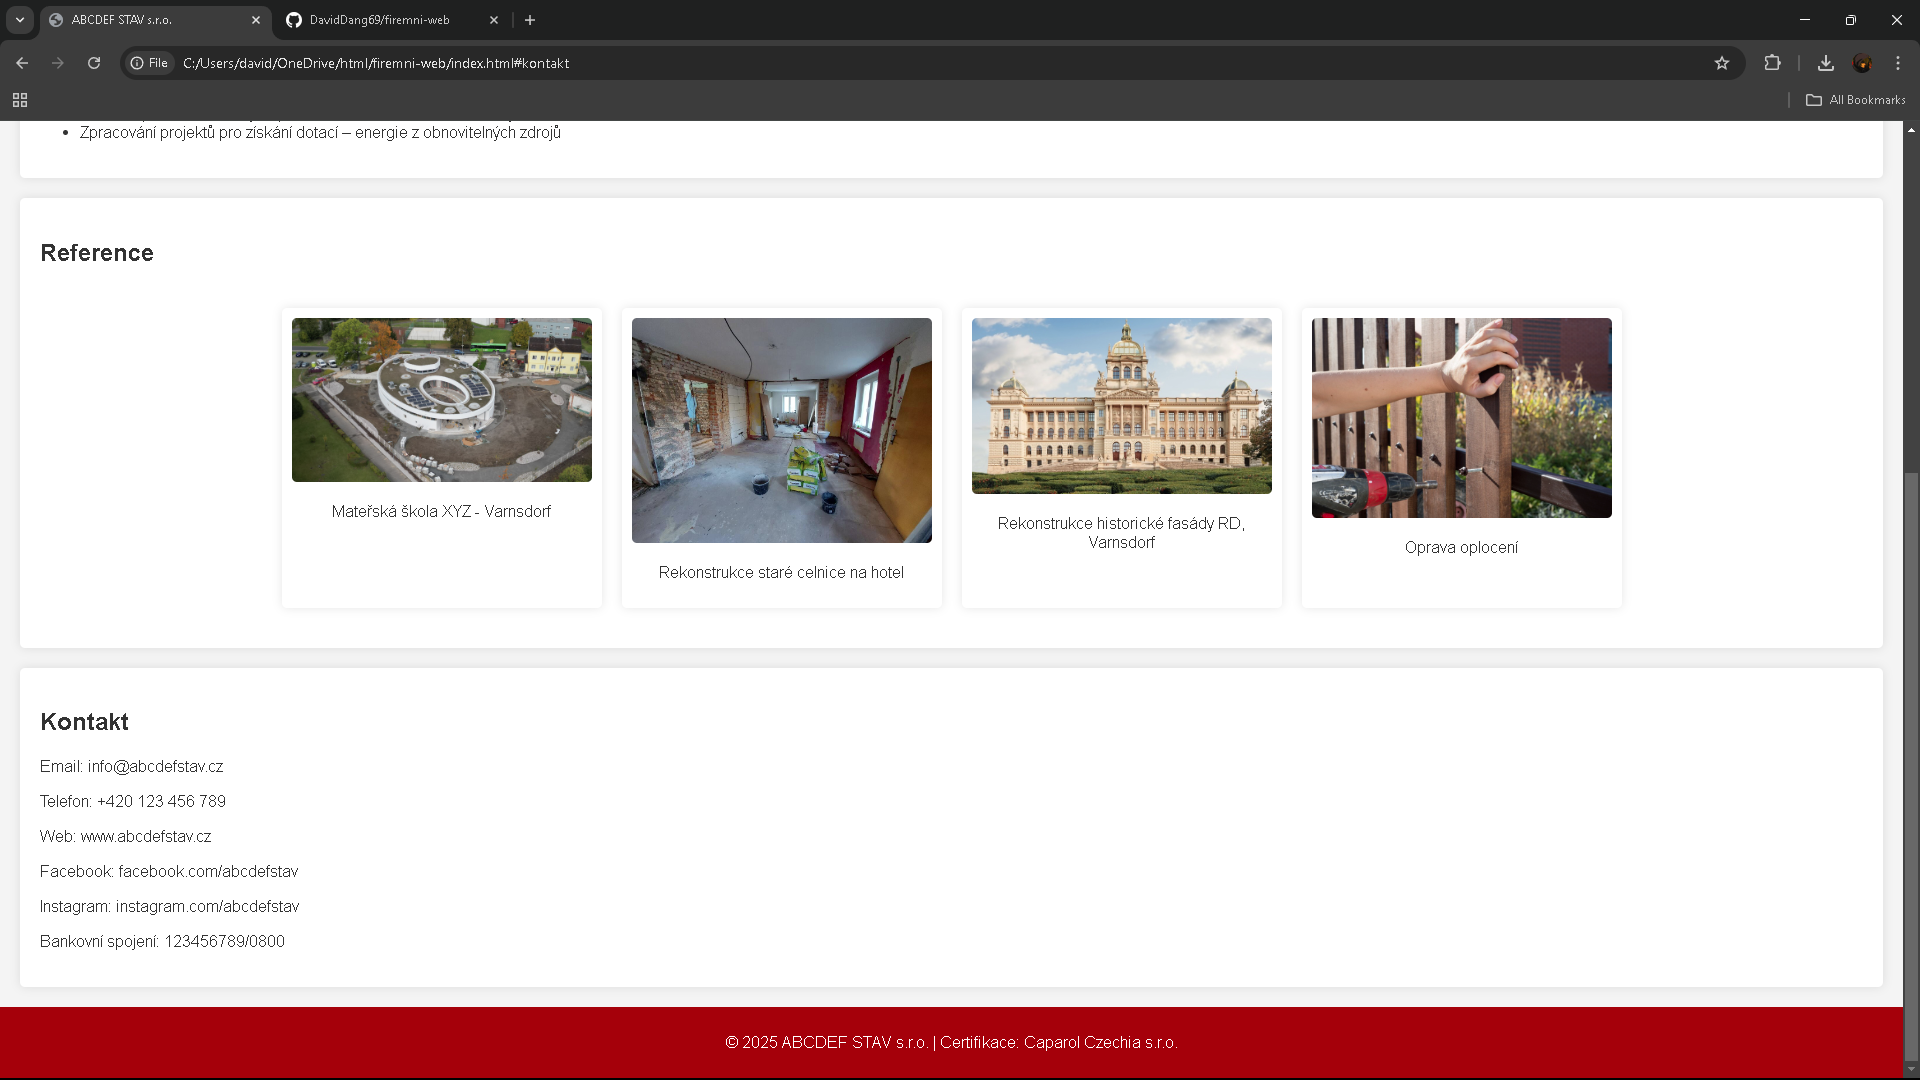 ABCDEF STAV s.r.o.
DavidDang69/firemni-web
File
C:/Users/david/OneDrive/html/firemni-web/index.html#kontakt
All Bookmarks
• Zpracování projektů pro získání dotací – energie z obnovitelných zdrojů
Reference
Mateřská škola XYZ - Varnsdorf
Rekonstrukce staré celnice na hotel
Rekonstrukce historické fasády RD,
Varnsdorf
Oprava oplocení
Kontakt
Email: info@abcdefstav.cz
Telefon: +420 123 456 789
Web: www.abcdefstav.cz
Facebook: facebook.com/abcdefstav
Instagram: instagram.com/abcdefstav
Bankovní spojení: 123456789/0800
© 2025 ABCDEF STAV s.r.o. | Certifikace: Caparol Czechia s.r.o.